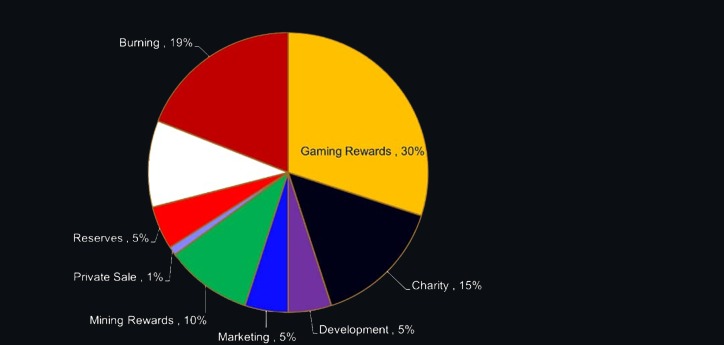 Burning , 19%
Gaming Rewards , 30%
Reserves , 5%
Private Sale , 1%
Charity , 15%
Mining Rewards , 10%
Development , 5%
Marketing , 5%